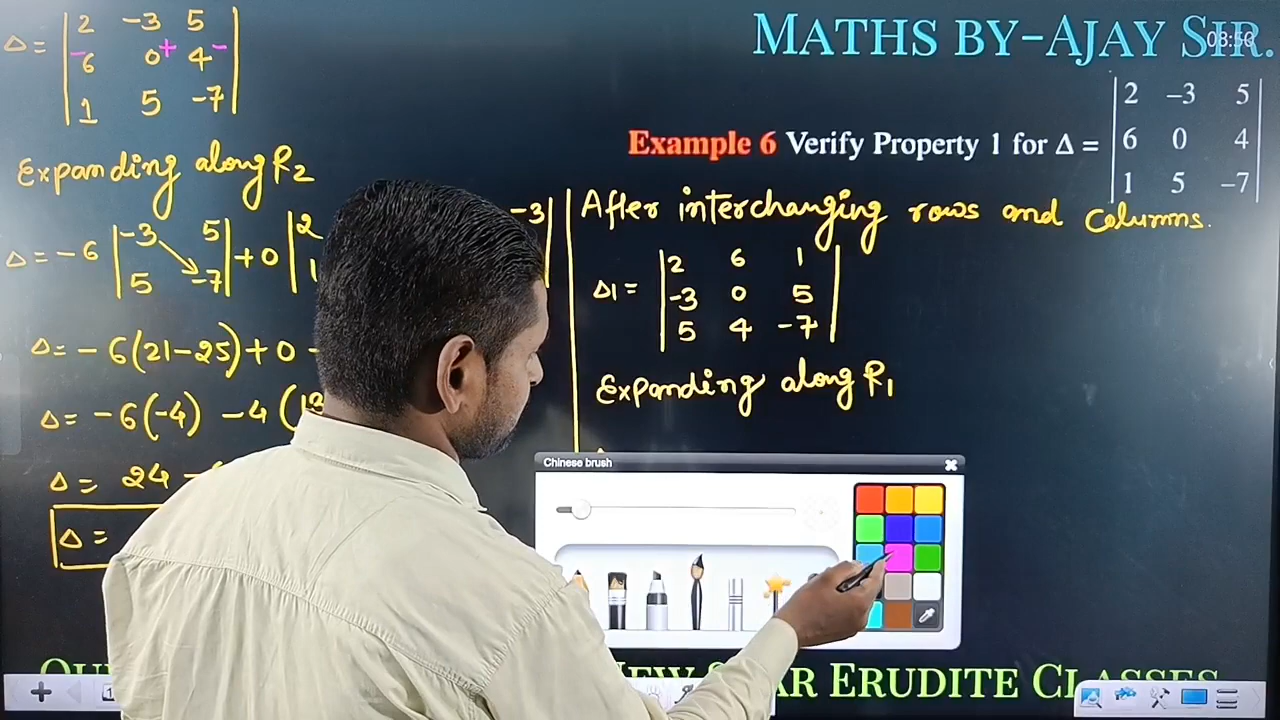 MATHS BY-AJAY SIR.
08:56
Δ = 2 -3 5
- 6 0 + 4 -
1 5 -7
Example 6 Verify Property 1 for Δ = 2 –3 5
6 0 4
1 5 –7
Expanding along R2
Δ = -6 -3 5 + 0 2 -3
5 -7 1
Δ = -6(21-25) + 0 -
Δ = -6(-4) -4(13
Δ = 24 -
Δ =
After interchanging rows and columns.
Δ1 = 2 6 1
-3 0 5
5 4 -7
Expanding along R1
Chinese brush
ERUDITE CLASSES